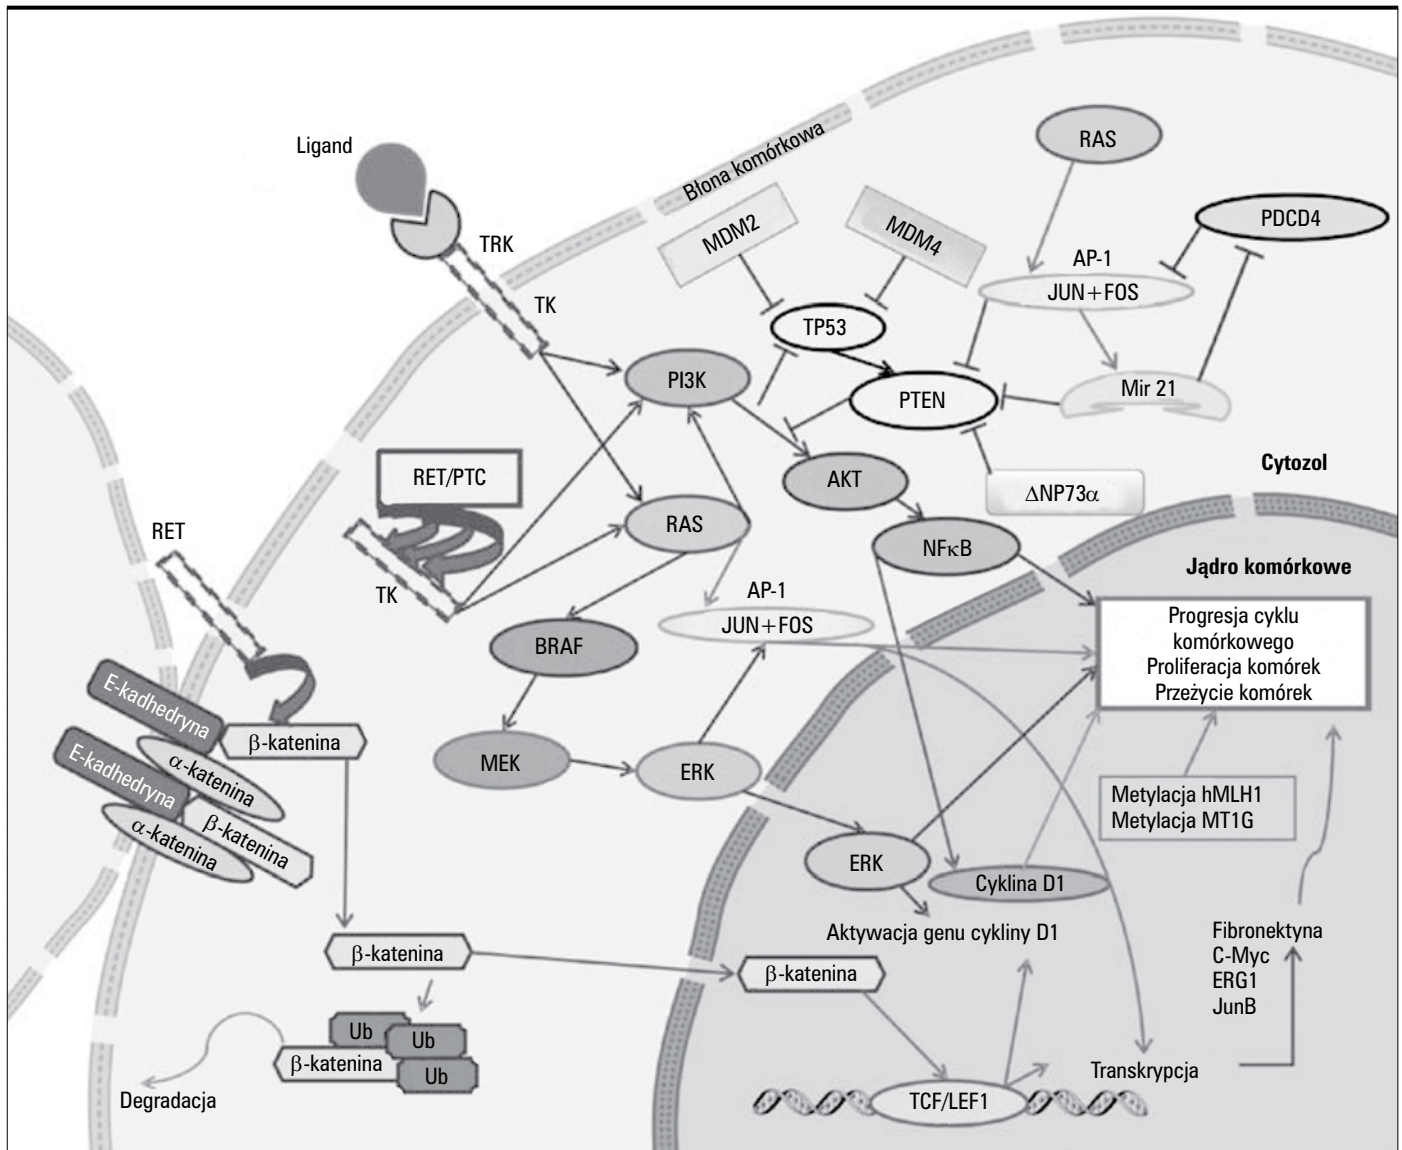 Ligand
TRK
TK
Błona komórkowa
RAS
MDM2
MDM4
PDCD4
AP-1
JUN+FOS
TP53
PI3K
PTEN
Mir 21
RET/PTC
AKT
ΔNP73α
Cytozol
RET
TK
RAS
NFκB
Jądro komórkowe
AP-1
JUN+FOS
BRAF
Progresja cyklu
komórkowego
Proliferacja komórek
Przeżycie komórek
E-kadhedryna
β-katenina
α-katenina
E-kadhedryna
β-katenina
α-katenina
MEK
ERK
Metylacja hMLH1
Metylacja MT1G
ERK
Cyklina D1
Aktywacja genu cykliny D1
Fibronektyna
C-Myc
ERG1
JunB
β-katenina
β-katenina
Ub
Ub
β-katenina
Ub
Degradacja
Transkrypcja
TCF/LEF1